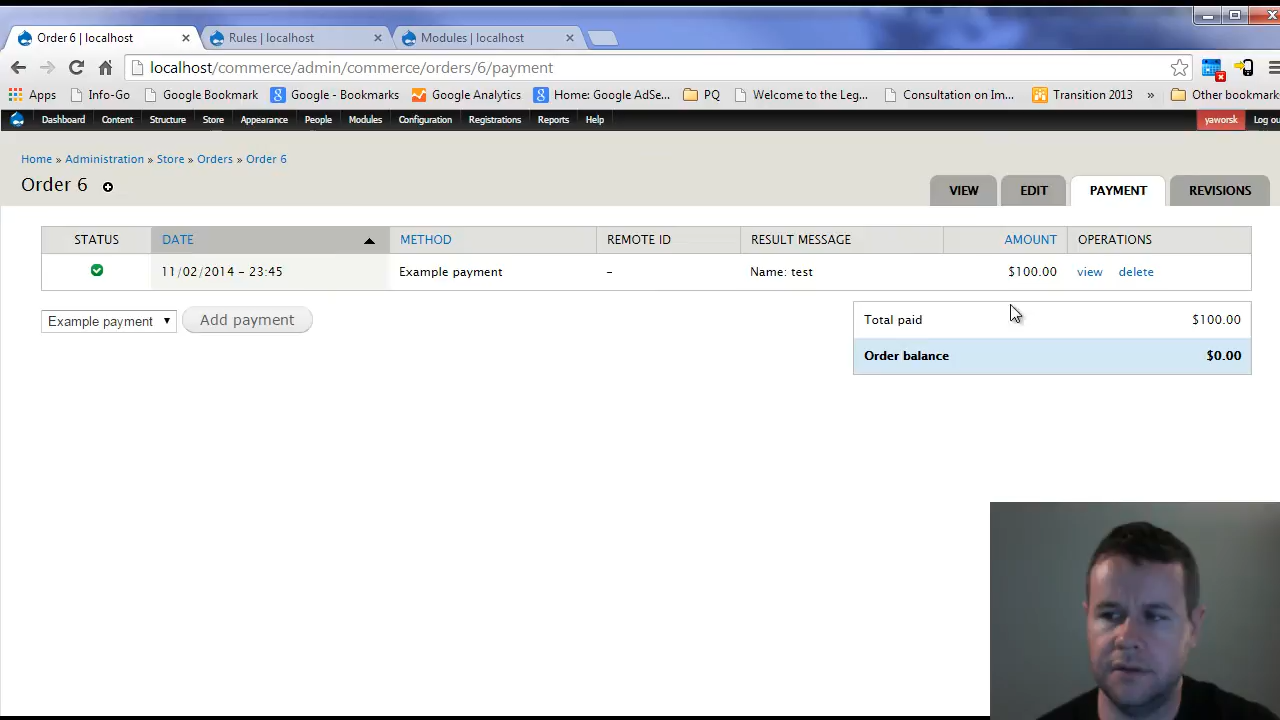 Order 6 | localhost
Rules | localhost
Modules | localhost
localhost/commerce/admin/commerce/orders/6/payment
Apps Info-Go Google Bookmark Google - Bookmarks Google Analytics Home: Google AdSe... PQ Welcome to the Leg... Consultation on Im... Transition 2013 » Other bookmark
Dashboard Content Structure Store Appearance People Modules Configuration Registrations Reports Help yaworsk Log ou
Home » Administration » Store » Orders » Order 6
Order 6
VIEW EDIT PAYMENT REVISIONS
STATUS DATE METHOD REMOTE ID RESULT MESSAGE AMOUNT OPERATIONS
11/02/2014 - 23:45 Example payment - Name: test $100.00 view delete
Example payment Add payment
Total paid $100.00
Order balance $0.00